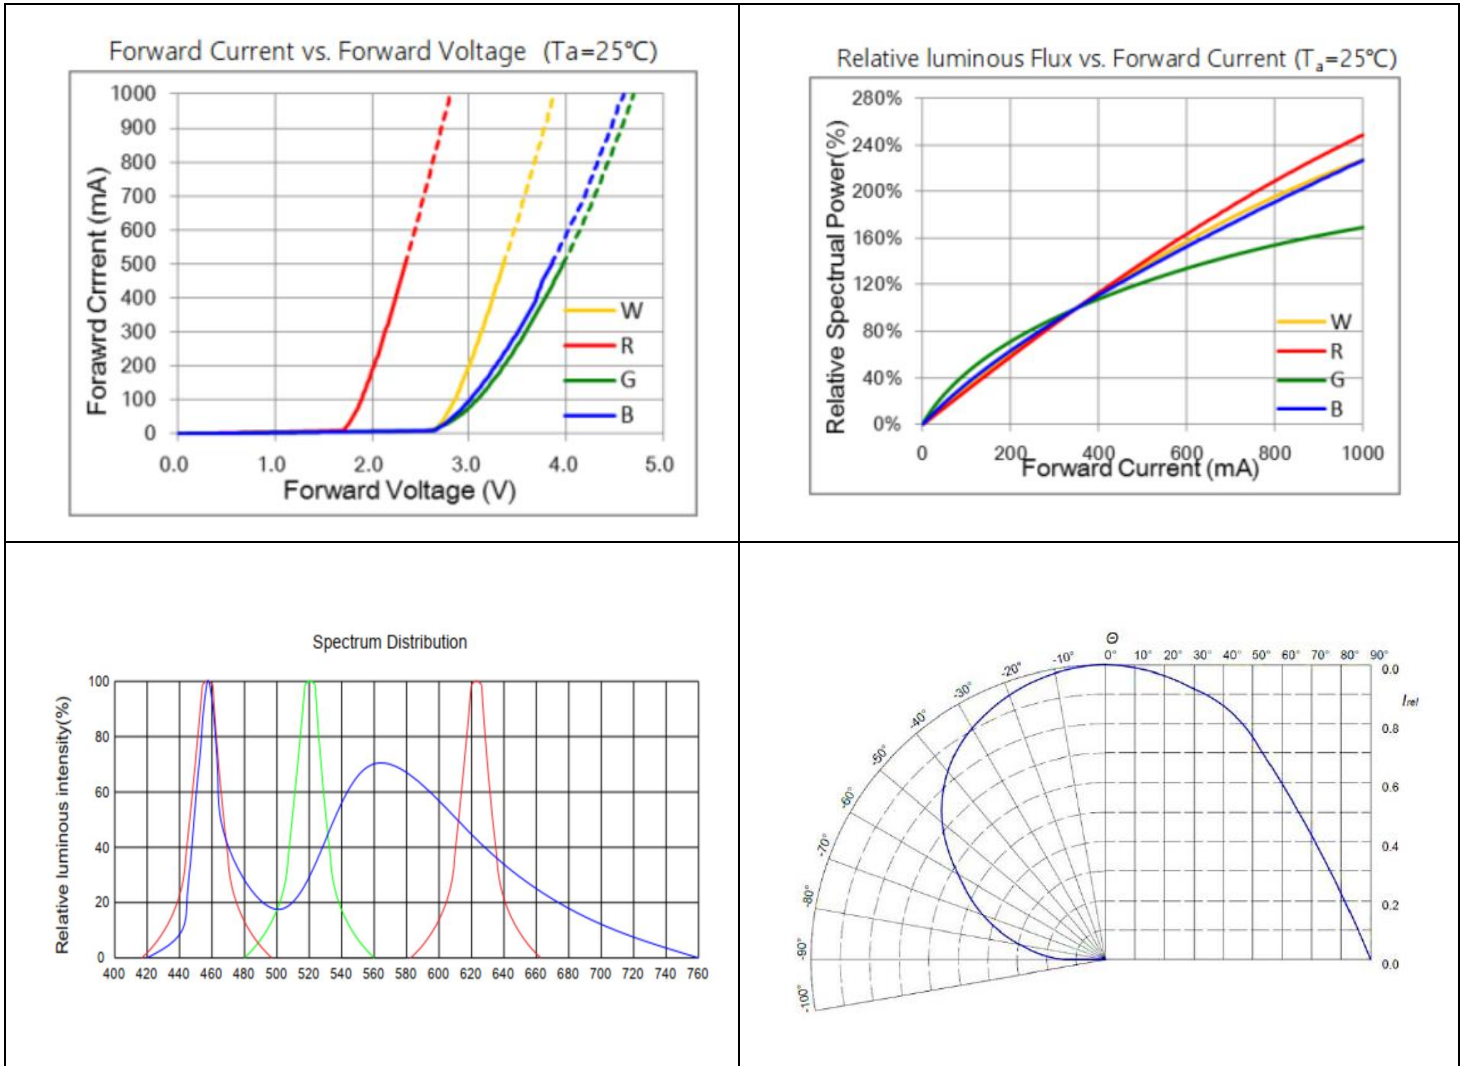 Forward Current vs. Forward Voltage (Ta=25℃)
Forawrd Crrrent (mA)
1000
900
800
700
600
500
400
300
200
100
0
W
R
G
B
0.0 1.0 2.0 3.0 4.0 5.0
Forward Voltage (V)
Relative luminous Flux vs. Forward Current (Ta=25℃)
Relative Spectrual Power(%)
280%
240%
200%
160%
120%
80%
40%
0%
W
R
G
B
0 200 400 600 800 1000
Forward Current (mA)
Spectrum Distribution
Relative luminous intensity(%)
100
80
60
40
20
0
400 420 440 460 480 500 520 540 560 580 600 620 640 660 680 700 720 740 760
Θ
-100° -90° -80° -70° -60° -50° -40° -30° -20° -10° 0° 10° 20° 30° 40° 50° 60° 70° 80° 90°
0.0
Irel
0.8
0.6
0.4
0.2
0.0